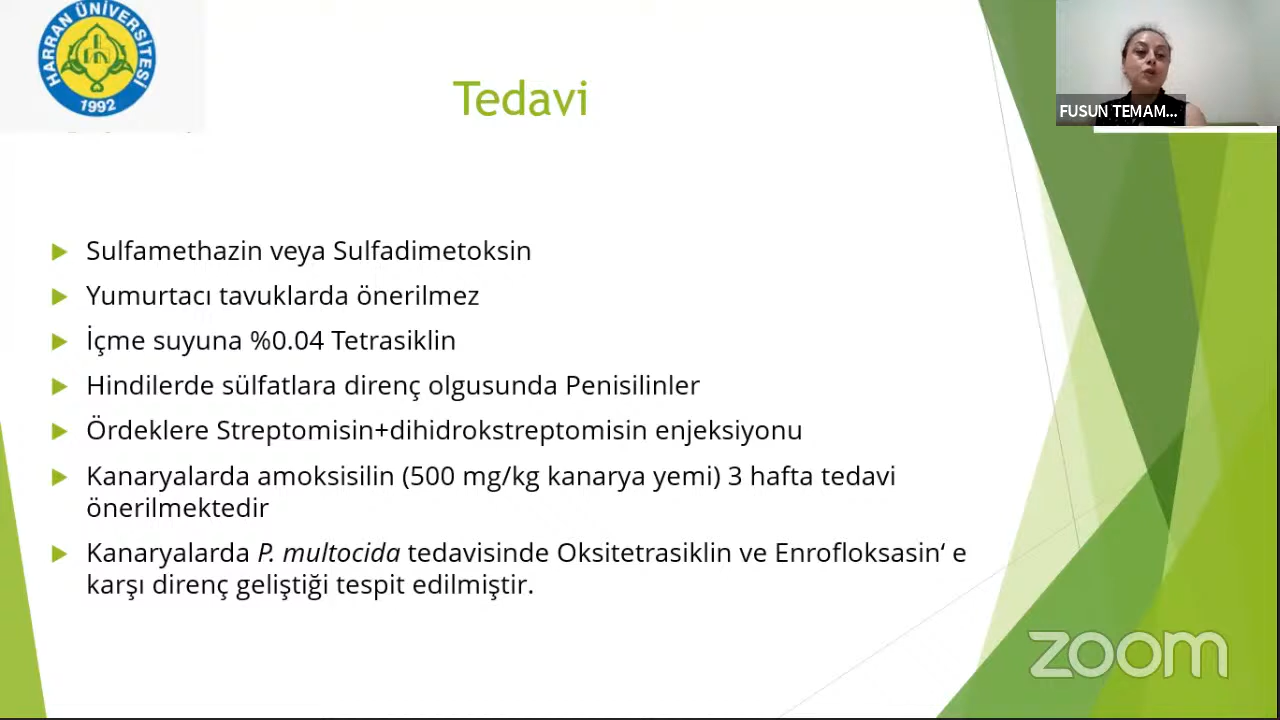 HARRAN ÜNİVERSİTESİ
1992
Tedavi
FUSUN TEMAM...
Sulfamethazin veya Sulfadimetoksin
Yumurtacı tavuklarda önerilmez
İçme suyuna %0.04 Tetrasiklin
Hindilerde sülfatlara direnç olgusunda Penisilinler
Ördeklere Streptomisin+dihidrokstreptomisin enjeksiyonu
Kanaryalarda amoksisilin (500 mg/kg kanarya yemi) 3 hafta tedavi
önerilmektedir
Kanaryalarda P. multocida tedavisinde Oksitetrasiklin ve Enrofloksasin‘ e
karşı direnç geliştiği tespit edilmiştir.
zoom